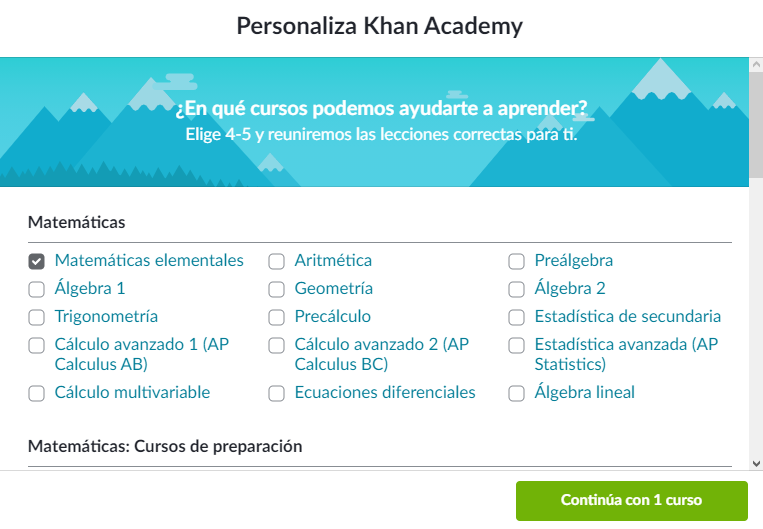 Personaliza Khan Academy
¿En qué cursos podemos ayudarte a aprender?
Elige 4-5 y reuniremos las lecciones correctas para ti.
Matemáticas
Matemáticas elementales
Aritmética
Preálgebra
Álgebra 1
Geometría
Álgebra 2
Trigonometría
Precálculo
Estadística de secundaria
Cálculo avanzado 1 (AP
Calculus AB)
Cálculo avanzado 2 (AP
Calculus BC)
Estadística avanzada (AP
Statistics)
Cálculo multivariable
Ecuaciones diferenciales
Álgebra lineal
Matemáticas: Cursos de preparación
Continúa con 1 curso